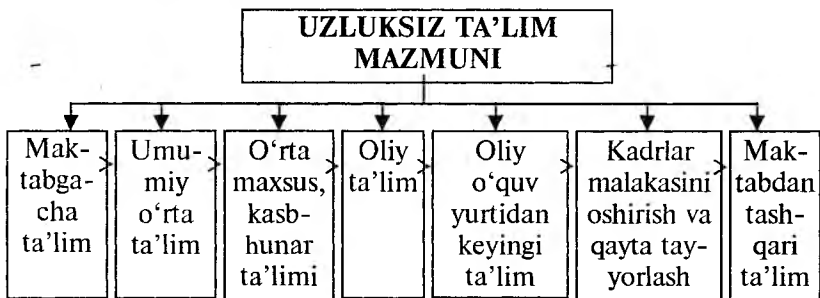 UZLUKSIZ TA’LIM
MAZMUNI
Mak-
tabga-
cha
ta’lim
Umu-
miy
o‘rta
ta’lim
O‘rta
maxsus,
kasb-
hunar
ta’limi
Oliy
ta’lim
Oliy
o‘quv
yurtidan
keyingi
ta’lim
Kadrlar
malakasini
oshirish va
qayta tay-
yorlash
Mak-
tabdan
tash-
qari
ta’lim